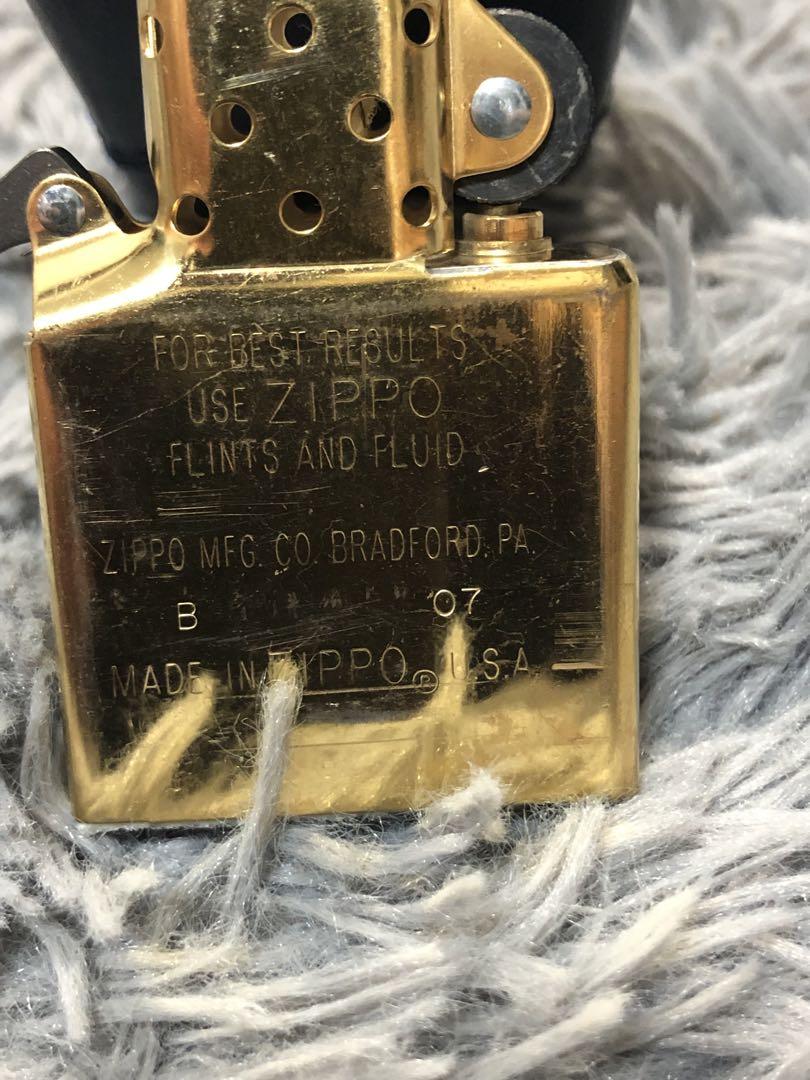 FOR BEST RESULTS
USE ZIPPO
FLINTS AND FLUID
ZIPPO MFG. CO. BRADFORD. PA.
B 07
MADE IN ZIPPO® U.S.A.